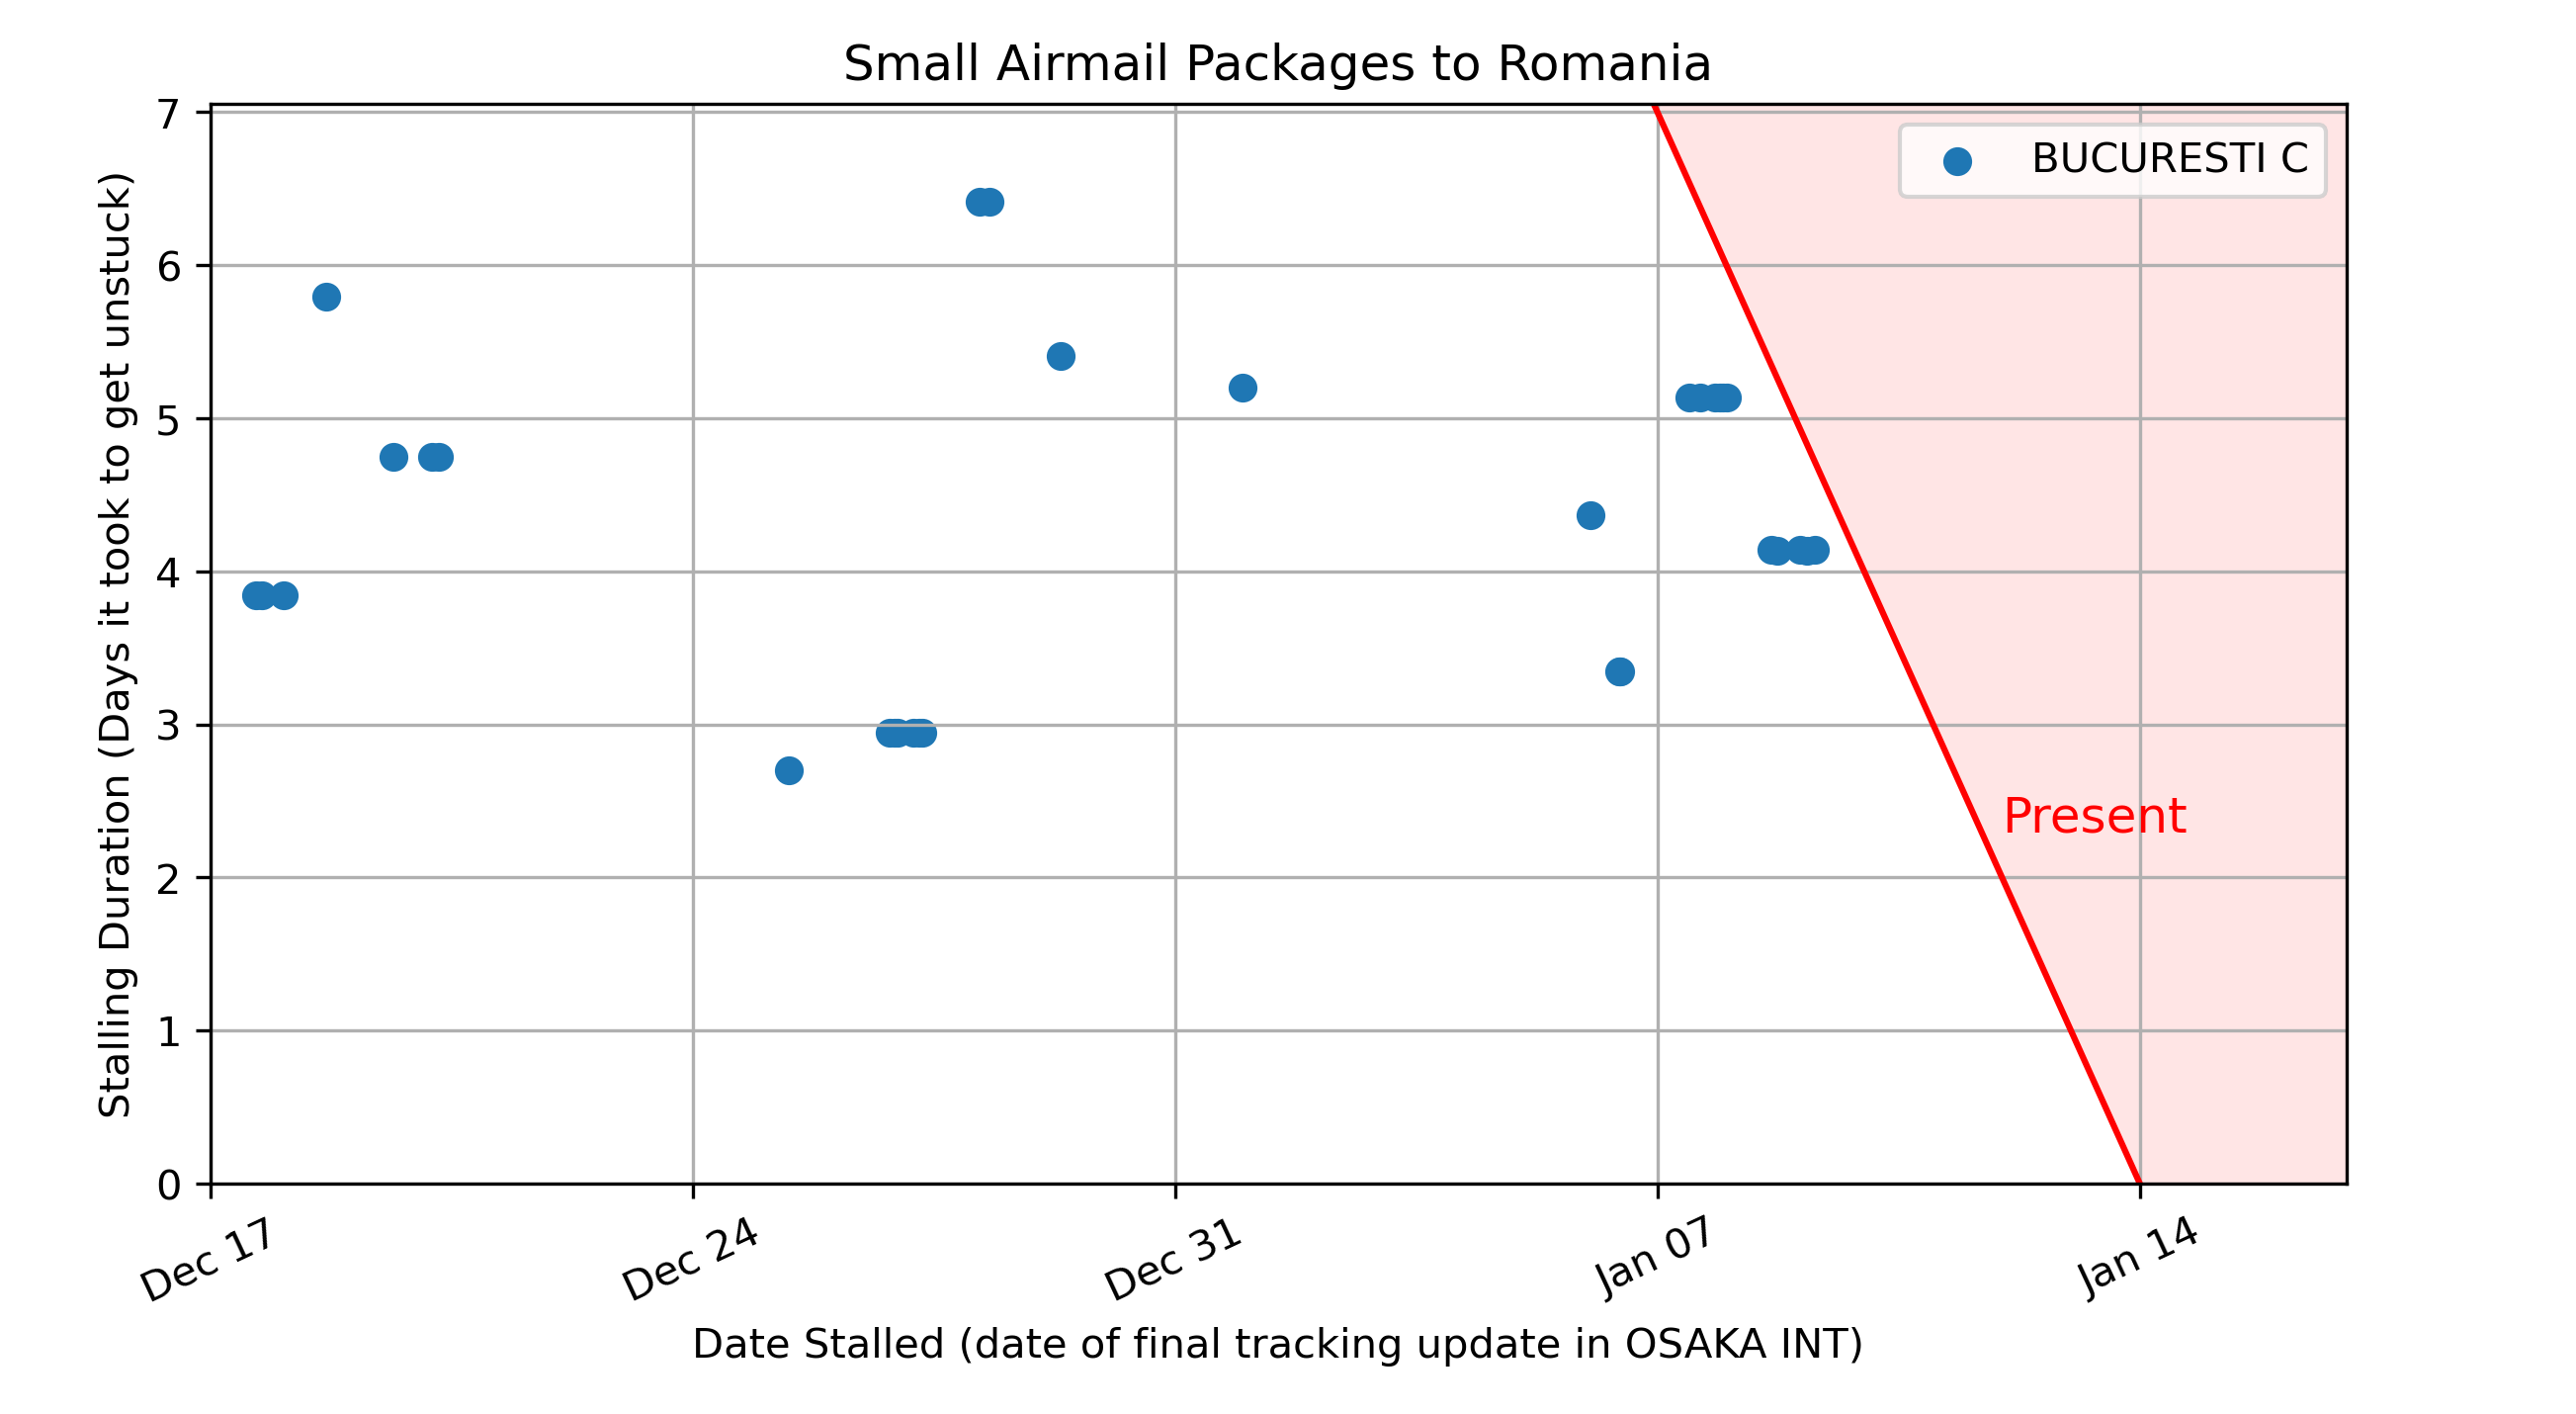 Small Airmail Packages to Romania
Stalling Duration (Days it took to get unstuck)
7
6
5
4
3
2
1
0
BUCURESTI C
Present
Dec 17
Dec 24
Dec 31
Jan 07
Jan 14
Date Stalled (date of final tracking update in OSAKA INT)